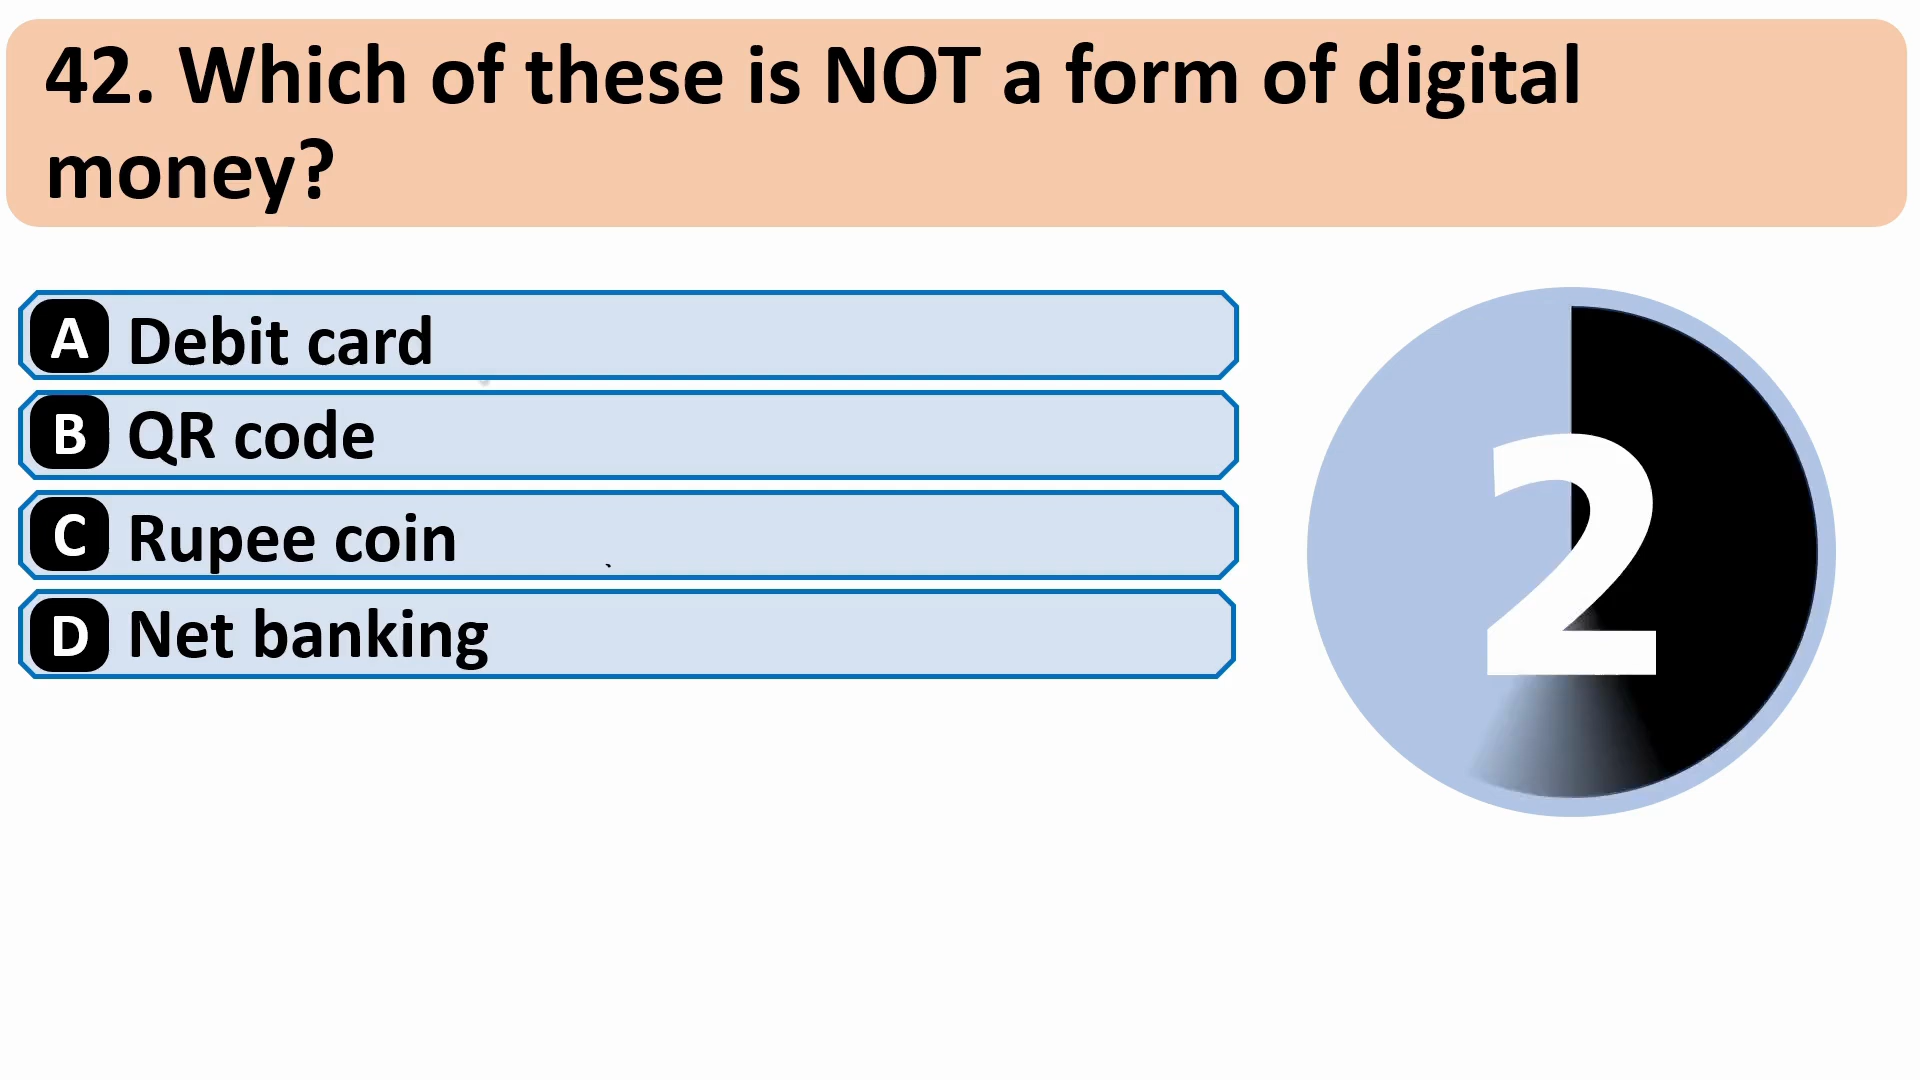 42. Which of these is NOT a form of digital
money?
A Debit card
B QR code
C Rupee coin
D Net banking
2